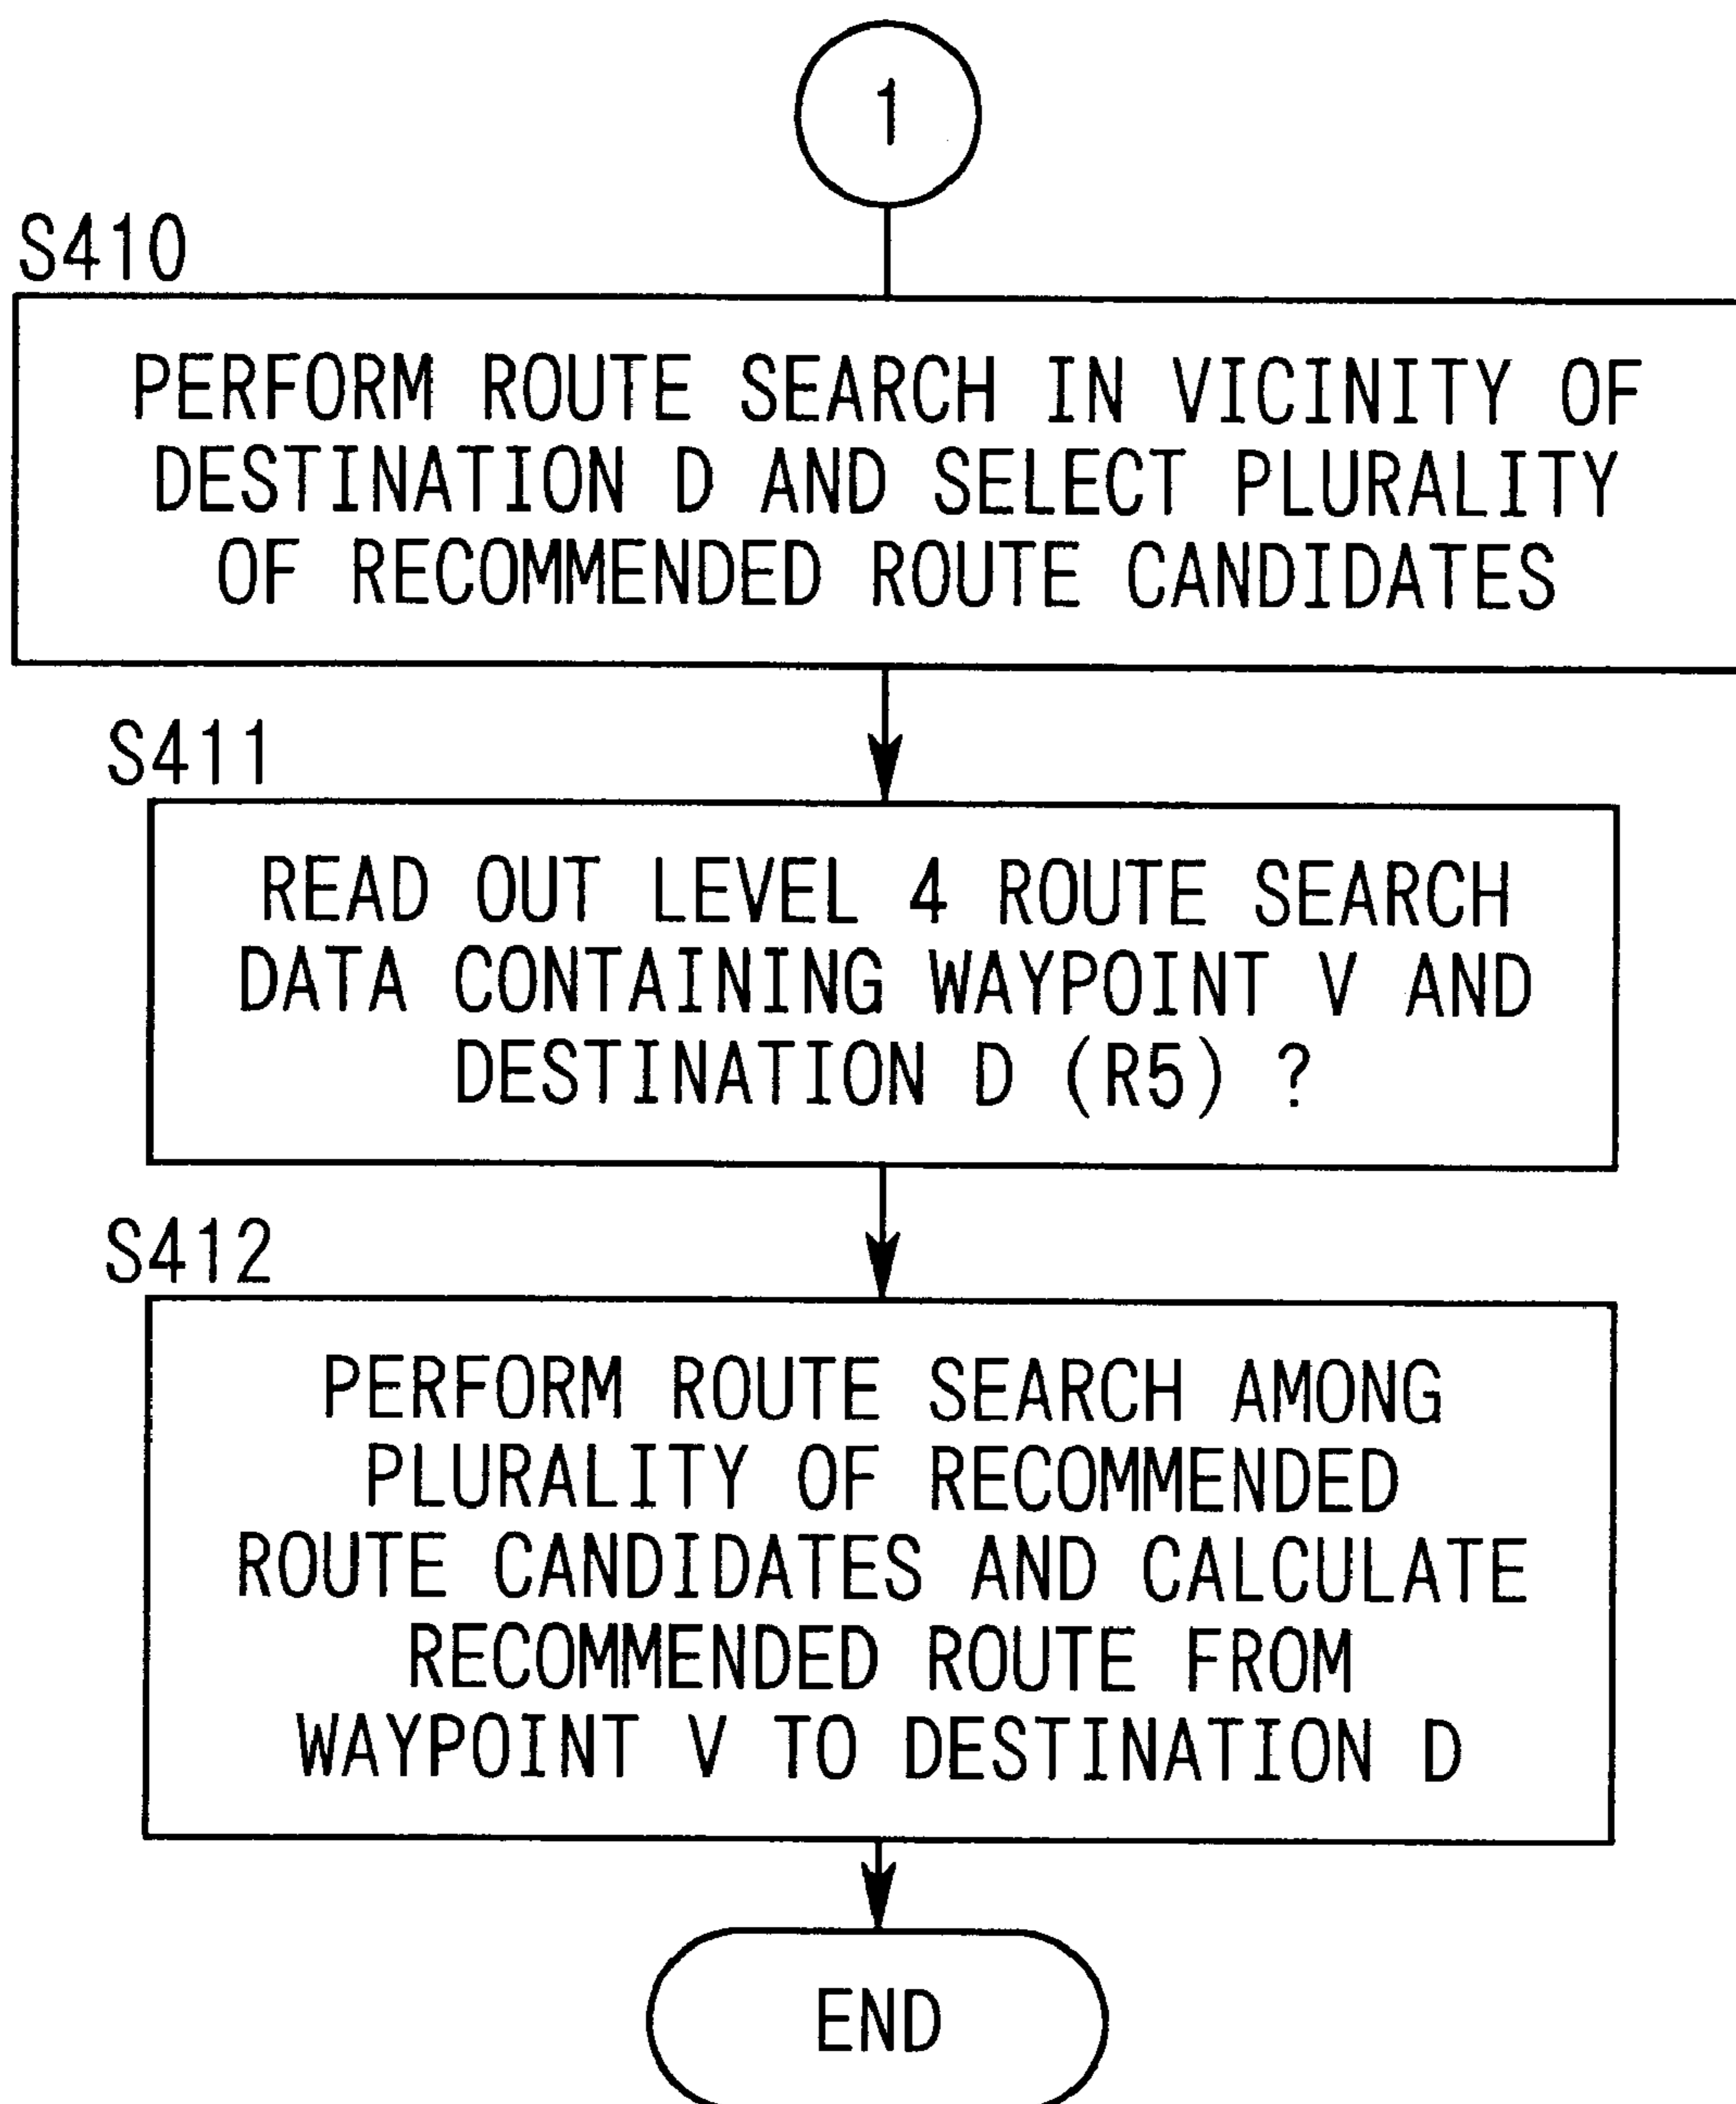 1
S410
PERFORM ROUTE SEARCH IN VICINITY OF
DESTINATION D AND SELECT PLURALITY
OF RECOMMENDED ROUTE CANDIDATES
S411
READ OUT LEVEL 4 ROUTE SEARCH
DATA CONTAINING WAYPOINT V AND
DESTINATION D (R5) ?
S412
PERFORM ROUTE SEARCH AMONG
PLURALITY OF RECOMMENDED
ROUTE CANDIDATES AND CALCULATE
RECOMMENDED ROUTE FROM
WAYPOINT V TO DESTINATION D
END